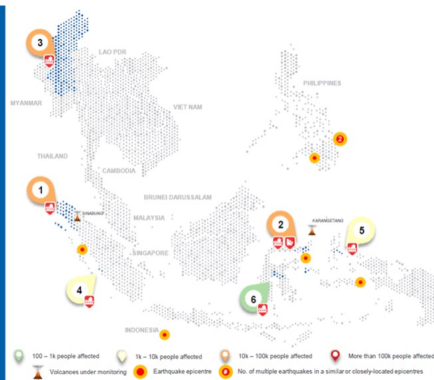 3
LAO PDR
PHILIPPINES
MYANMAR
VIET NAM
2
THAILAND
CAMBODIA
BRUNEI DARUSSALAM
1
SINABUNG
MALAYSIA
2
KARANGETANG
5
SINGAPORE
4
6
INDONESIA
100 – 1k people affected
1k – 10k people affected
10k – 100k people affected
More than 100k people affected
Volcanoes under monitoring
Earthquake epicentre
No. of multiple earthquakes in a similar or closely-located epicentres